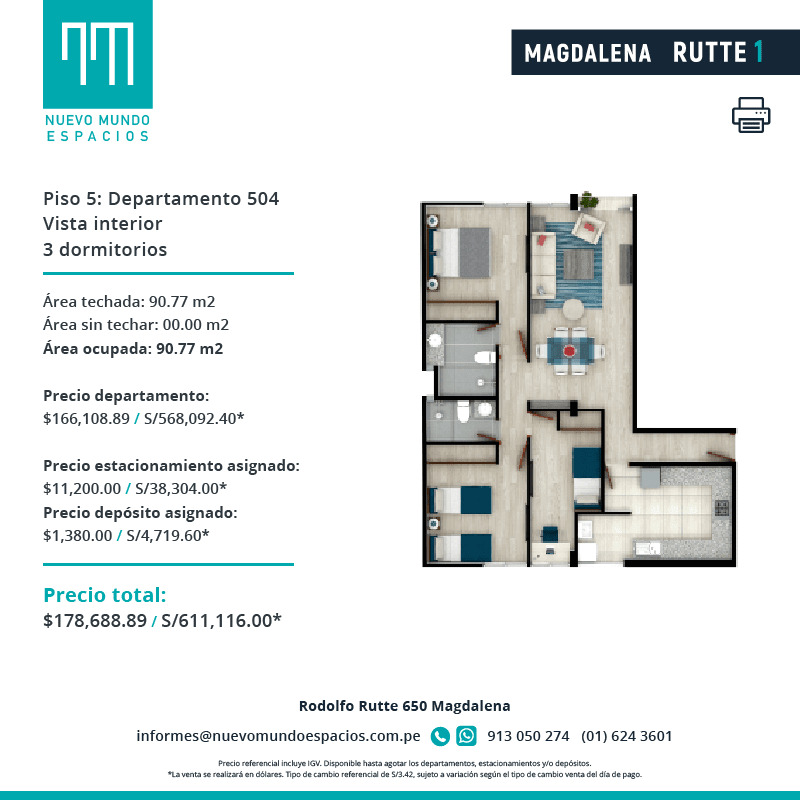 NUEVO MUNDO
ESPACIOS
MAGDALENA RUTTE 1
Piso 5: Departamento 504
Vista interior
3 dormitorios
Área techada: 90.77 m2
Área sin techar: 00.00 m2
Área ocupada: 90.77 m2
Precio departamento:
$166,108.89 / S/568,092.40*
Precio estacionamiento asignado:
$11,200.00 / S/38,304.00*
Precio depósito asignado:
$1,380.00 / S/4,719.60*
Precio total:
$178,688.89 / S/611,116.00*
Rodolfo Rutte 650 Magdalena
informes@nuevomundoespacios.com.pe 913 050 274 (01) 624 3601
Precio referencial incluye IGV. Disponible hasta agotar los departamentos, estacionamientos y/o depósitos.
*La venta se realizará en dólares. Tipo de cambio referencial de S/3.42, sujeto a variación según el tipo de cambio venta del día de pago.